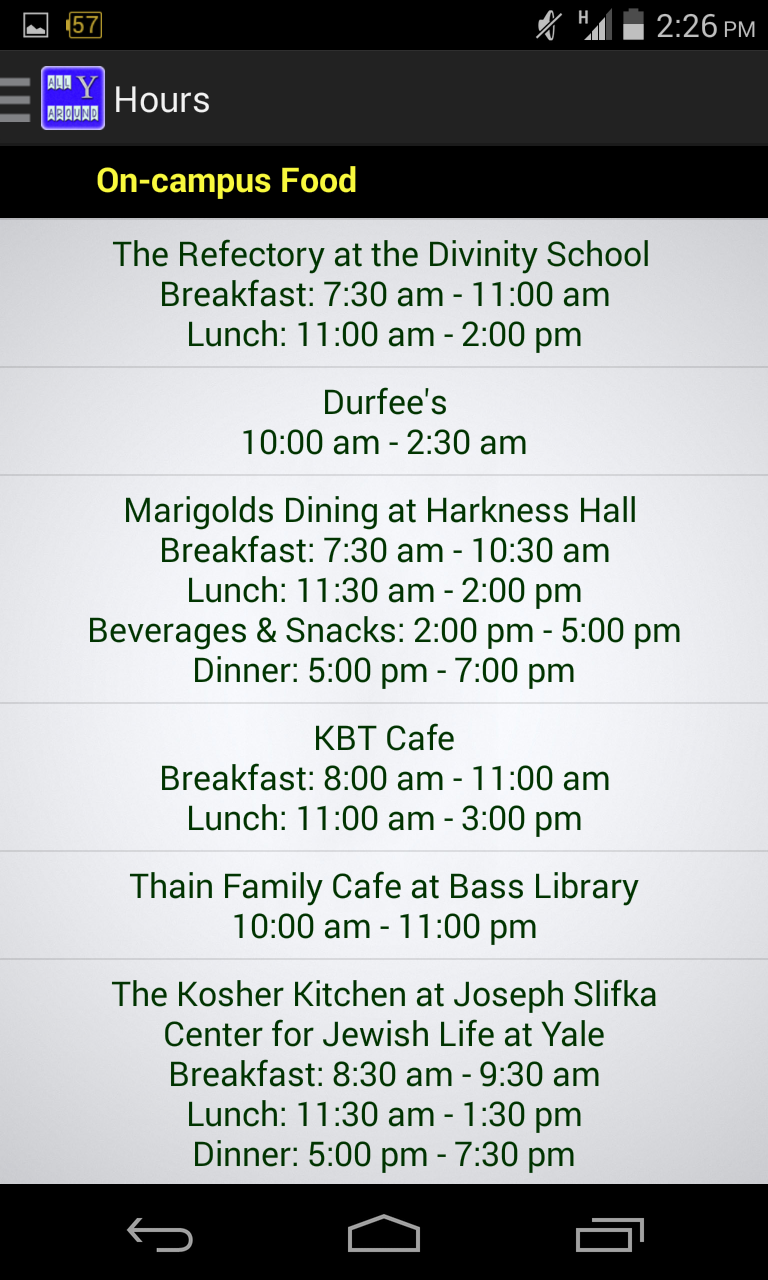 57
H
2:26 PM
ALL Y
AROUND
Hours
On-campus Food
The Refectory at the Divinity School
Breakfast: 7:30 am - 11:00 am
Lunch: 11:00 am - 2:00 pm
Durfee's
10:00 am - 2:30 am
Marigolds Dining at Harkness Hall
Breakfast: 7:30 am - 10:30 am
Lunch: 11:30 am - 2:00 pm
Beverages & Snacks: 2:00 pm - 5:00 pm
Dinner: 5:00 pm - 7:00 pm
KBT Cafe
Breakfast: 8:00 am - 11:00 am
Lunch: 11:00 am - 3:00 pm
Thain Family Cafe at Bass Library
10:00 am - 11:00 pm
The Kosher Kitchen at Joseph Slifka
Center for Jewish Life at Yale
Breakfast: 8:30 am - 9:30 am
Lunch: 11:30 am - 1:30 pm
Dinner: 5:00 pm - 7:30 pm